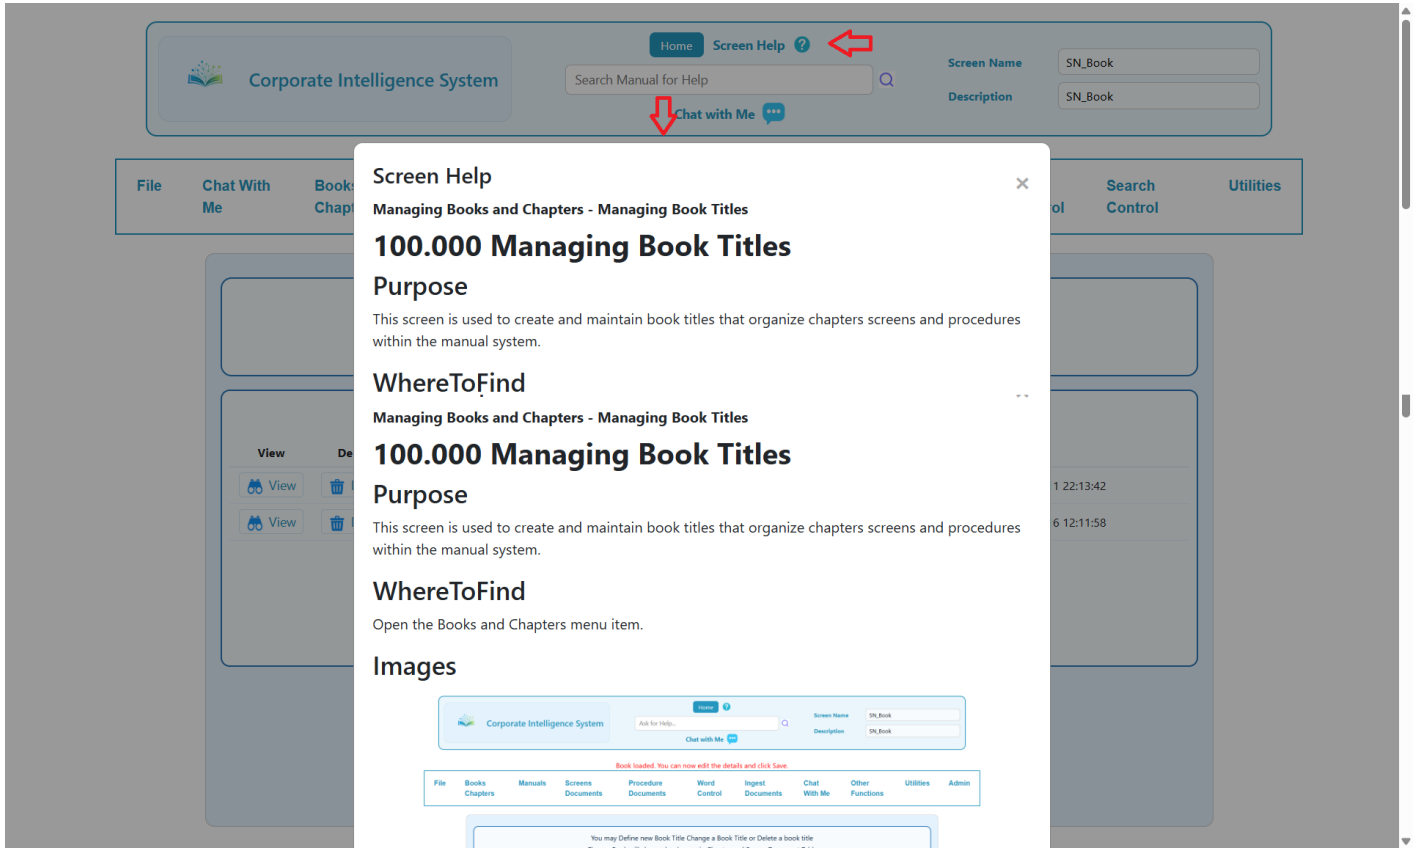 Home
Screen Help ?
Corporate Intelligence System
Search Manual for Help
Chat with Me
Screen Name
SN_Book
Description
SN_Book
File
Chat With
Me
Search
Control
Utilities
Screen Help
×
Managing Books and Chapters - Managing Book Titles
100.000 Managing Book Titles
Purpose
This screen is used to create and maintain book titles that organize chapters screens and procedures
within the manual system.
WhereToFind
Managing Books and Chapters - Managing Book Titles
100.000 Managing Book Titles
Purpose
This screen is used to create and maintain book titles that organize chapters screens and procedures
within the manual system.
WhereToFind
Open the Books and Chapters menu item.
Images
View
View
1 22:13:42
View
6 12:11:58
Home ?
Corporate Intelligence System
Ask for Help..
Chat with Me
Screen Name
SN_Book
Description
SN_Book
Book loaded. You can now edit the details and click Save.
File
Books
Chapters
Manuals
Screens
Documents
Procedure
Documents
Word
Control
Ingest
Documents
Chat
With Me
Other
Functions
Utilities
Admin
You may Define new Book Title Change a Book Title or Delete a book title